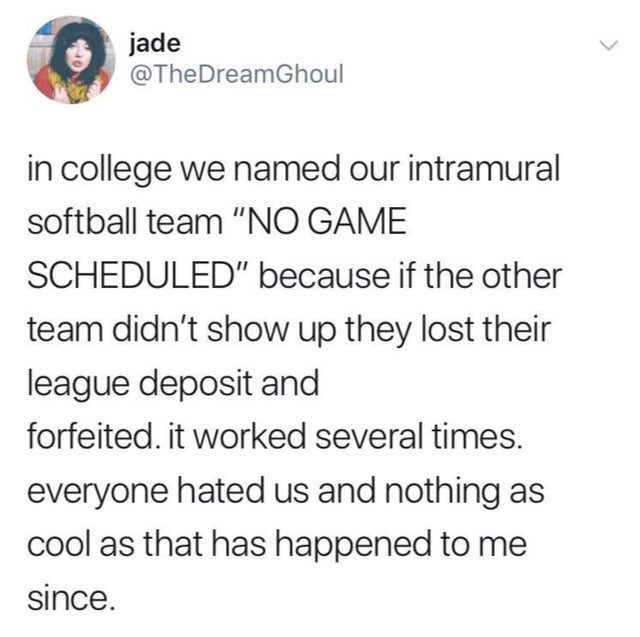 jade
@TheDreamGhoul
in college we named our intramural
softball team "NO GAME
SCHEDULED" because if the other
team didn't show up they lost their
league deposit and
forfeited. it worked several times.
everyone hated us and nothing as
cool as that has happened to me
since.